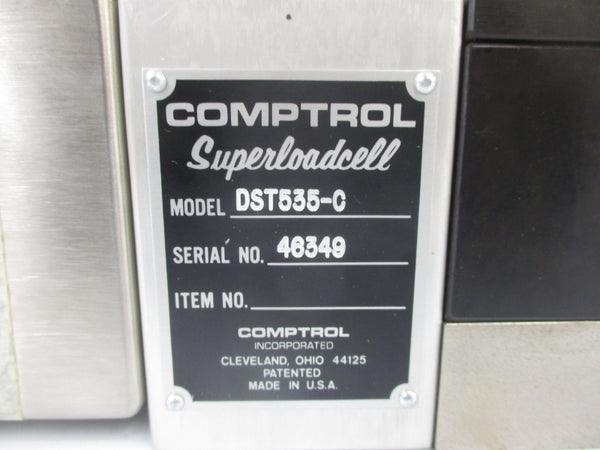 COMPTROL
Superloadcell
MODEL DST535-C
SERIAL NO. 46349
ITEM NO.
COMPTROL
INCORPORATED
CLEVELAND, OHIO 44125
PATENTED
MADE IN U.S.A.